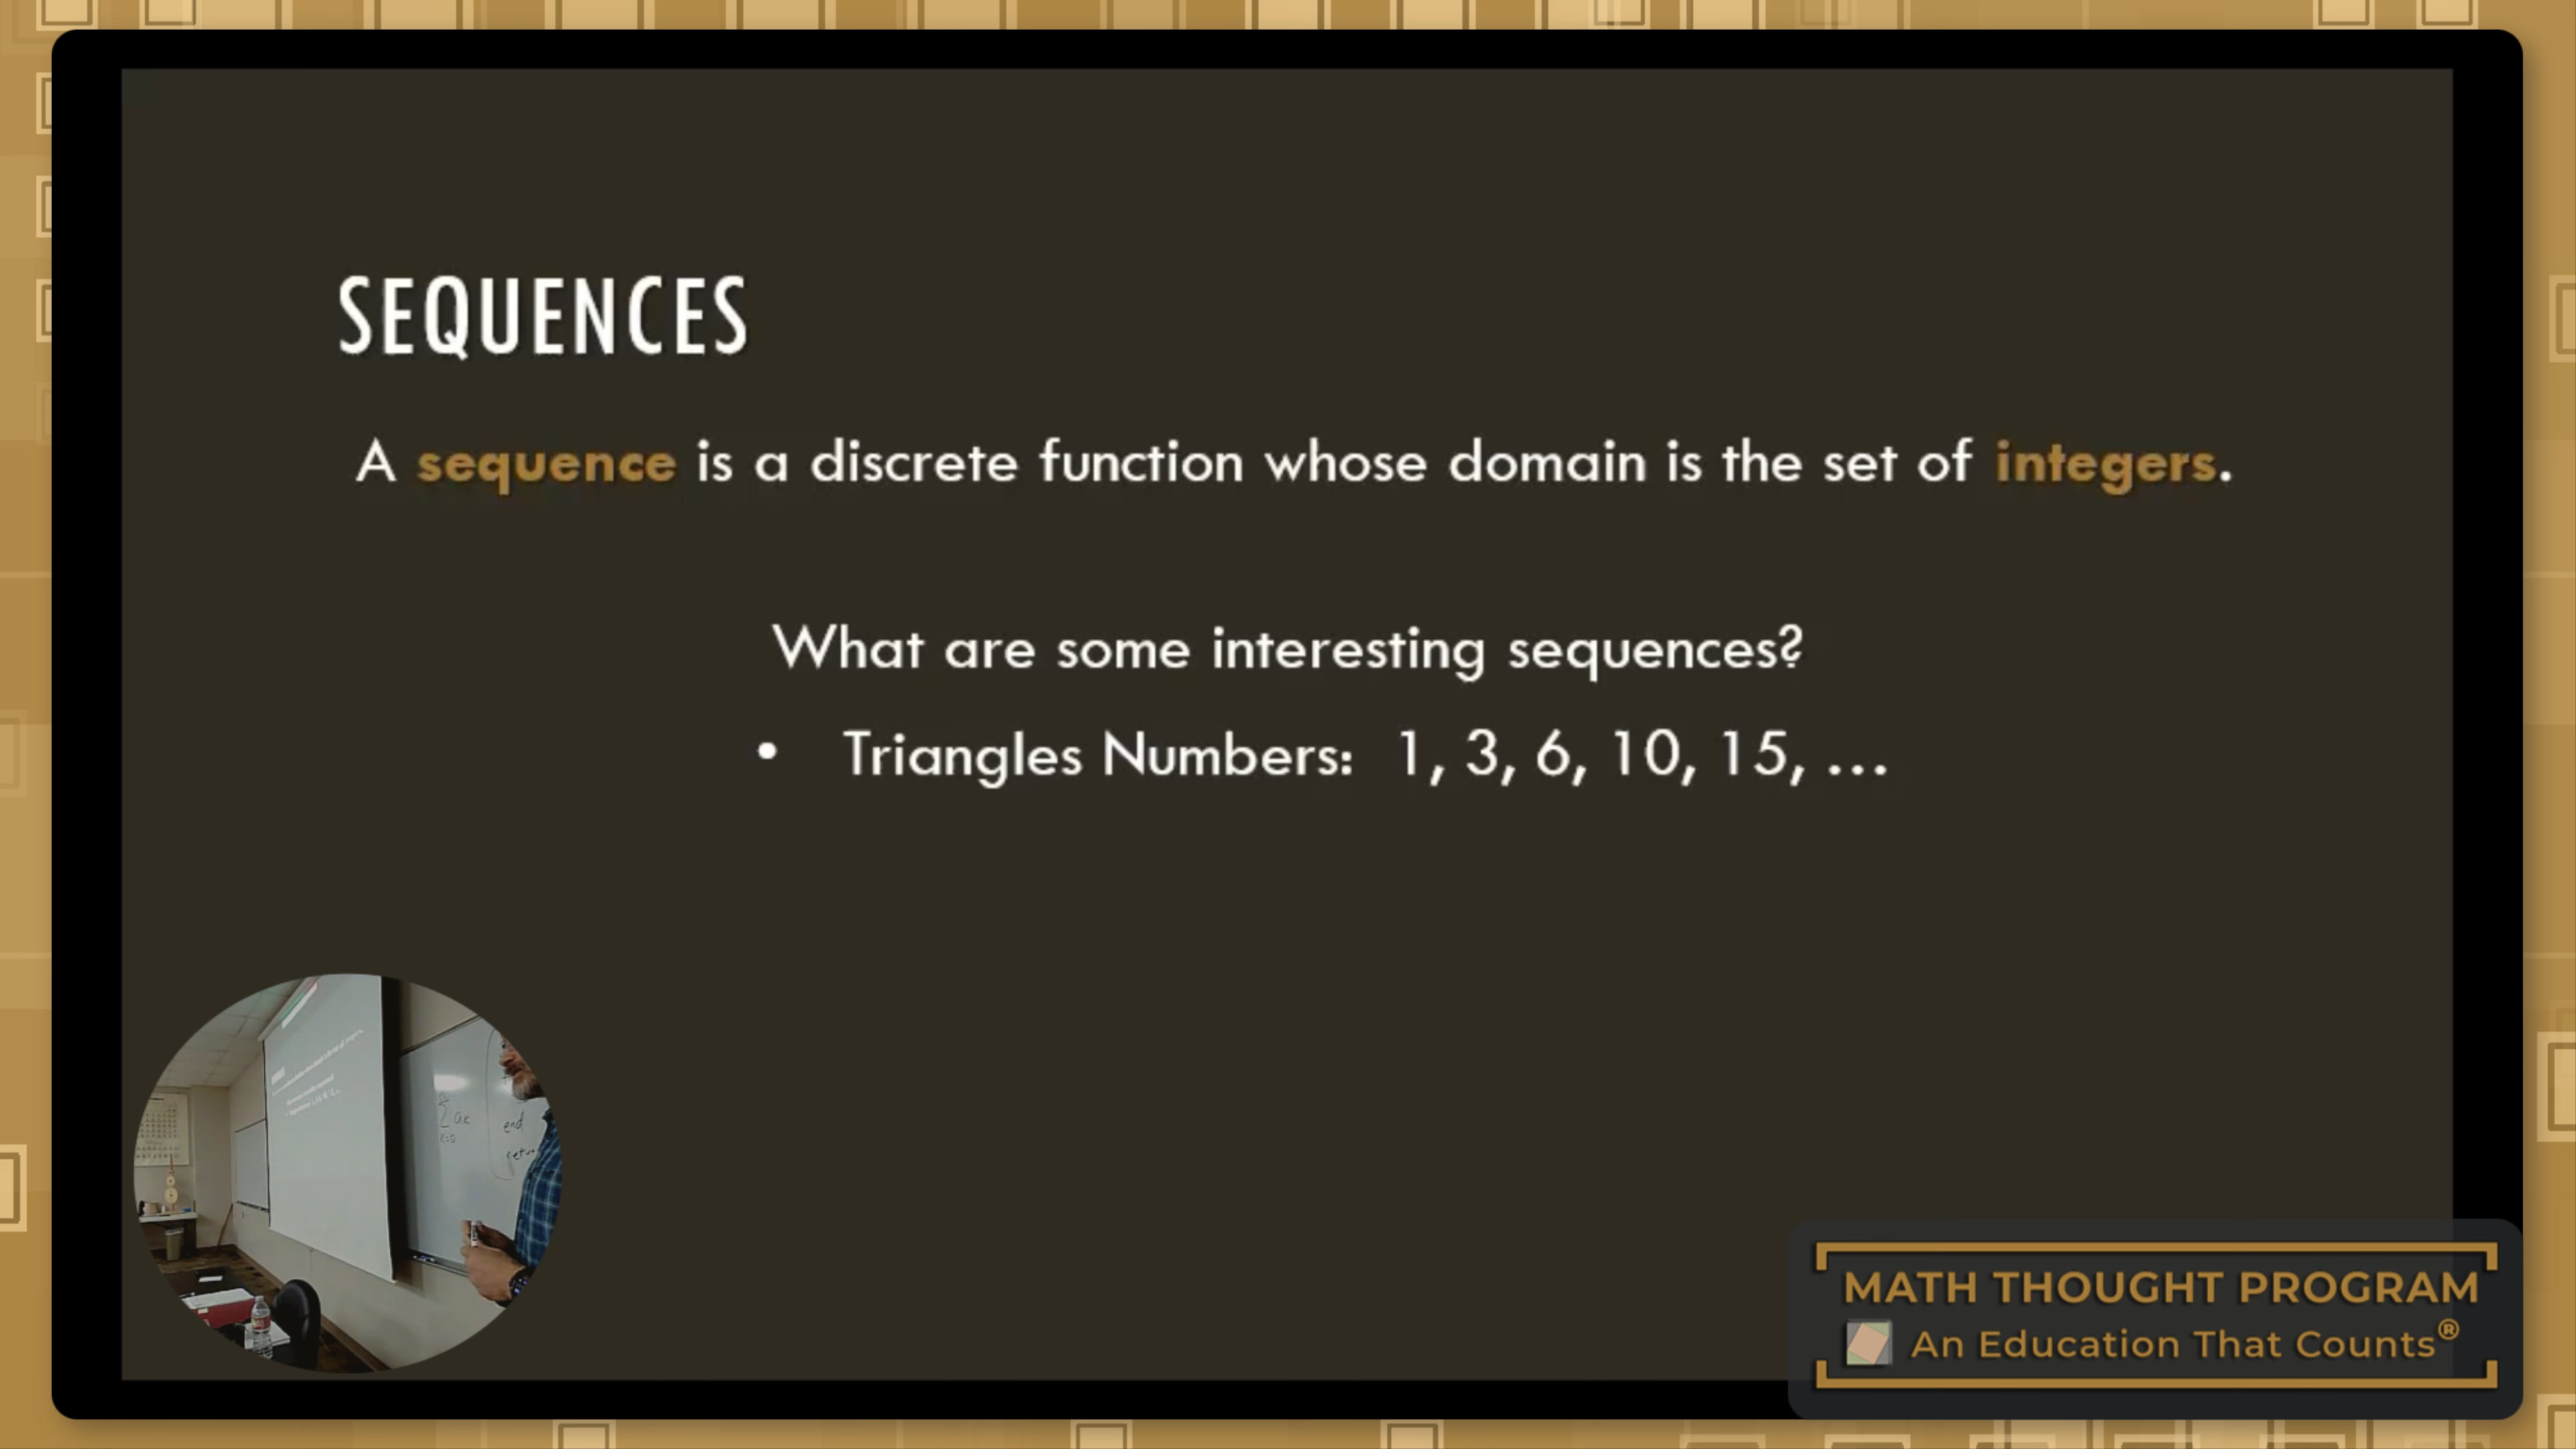 SEQUENCES
A sequence is a discrete function whose domain is the set of integers.
What are some interesting sequences?
• Triangles Numbers: 1, 3, 6, 10, 15, ...
end
MATH THOUGHT PROGRAM
An Education That Counts®